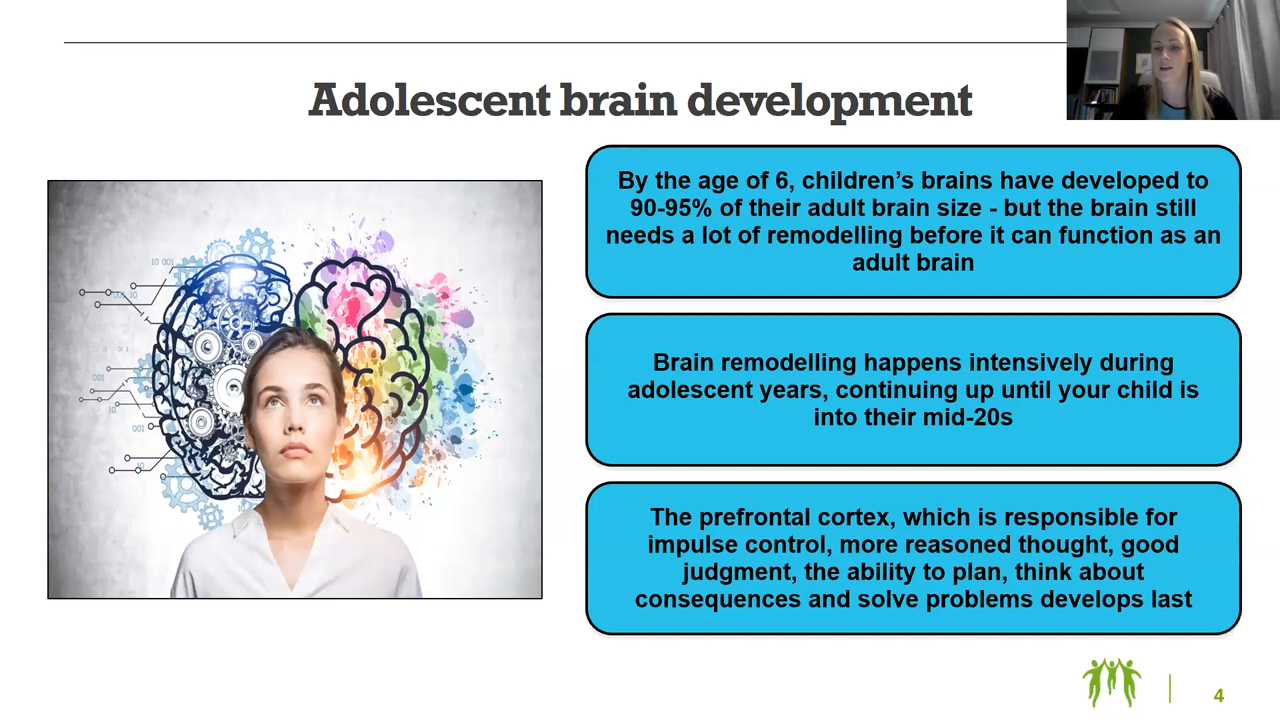 Adolescent brain development
By the age of 6, children’s brains have developed to
90-95% of their adult brain size - but the brain still
needs a lot of remodelling before it can function as an
adult brain
Brain remodelling happens intensively during
adolescent years, continuing up until your child is
into their mid-20s
The prefrontal cortex, which is responsible for
impulse control, more reasoned thought, good
judgment, the ability to plan, think about
consequences and solve problems develops last
10 001
001
001
4